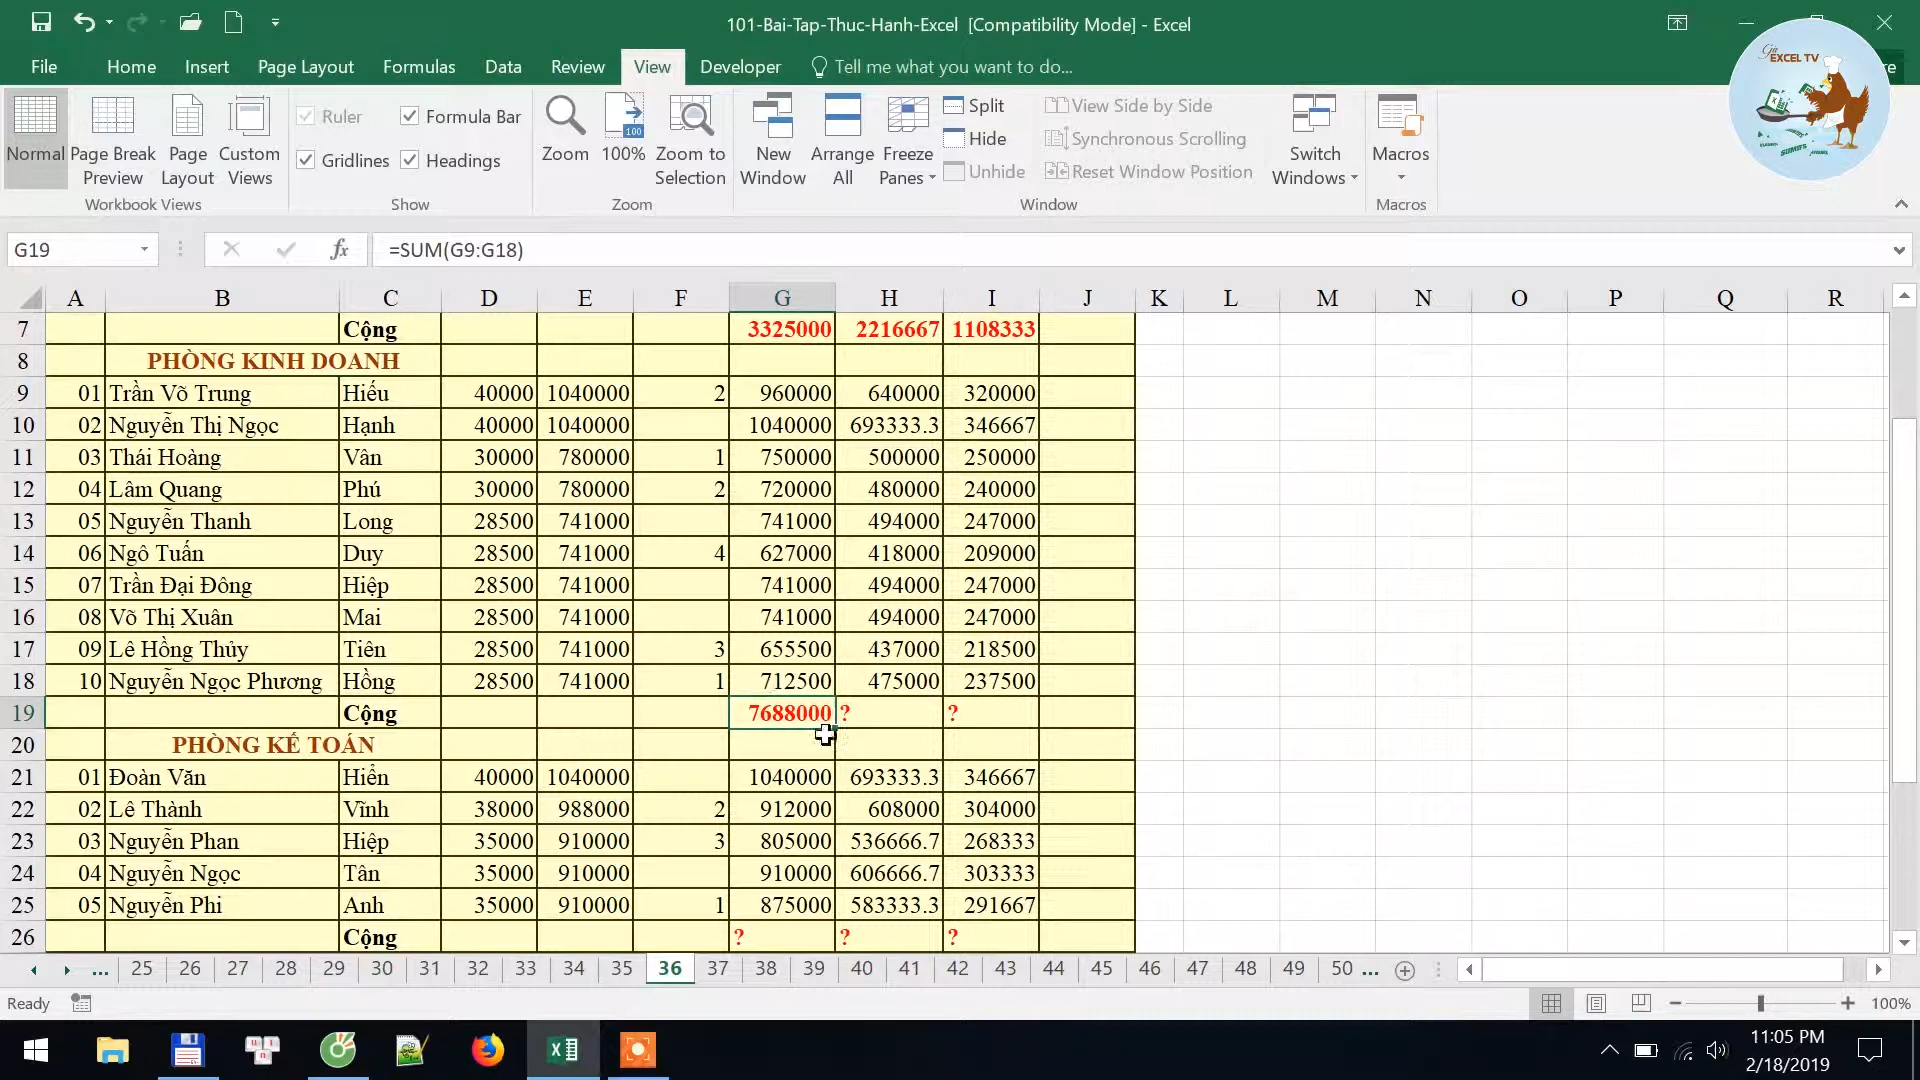 101-Bai-Tap-Thuc-Hanh-Excel [Compatibility Mode] - Excel
File Home Insert Page Layout Formulas Data Review View Developer Tell me what you want to do... re
EXCEL TV
Normal Page Break Preview Page Layout Custom Views
Workbook Views
Ruler Formula Bar
Gridlines Headings
Show
Zoom 100% Zoom to Selection
100
Zoom
New Window Arrange All Freeze Panes
Split View Side by Side
Hide Synchronous Scrolling
Unhide Reset Window Position
Switch Windows
Window
Macros
Macros
G19 fx =SUM(G9:G18)
A B C D E F G H I J K L M N O P Q R
7 Cộng 3325000 2216667 1108333
8 PHÒNG KINH DOANH
9 01 Trần Võ Trung Hiếu 40000 1040000 2 960000 640000 320000
10 02 Nguyễn Thị Ngọc Hạnh 40000 1040000 1040000 693333.3 346667
11 03 Thái Hoàng Vân 30000 780000 1 750000 500000 250000
12 04 Lâm Quang Phú 30000 780000 2 720000 480000 240000
13 05 Nguyễn Thanh Long 28500 741000 741000 494000 247000
14 06 Ngô Tuấn Duy 28500 741000 4 627000 418000 209000
15 07 Trần Đại Đông Hiệp 28500 741000 741000 494000 247000
16 08 Võ Thị Xuân Mai 28500 741000 741000 494000 247000
17 09 Lê Hồng Thủy Tiên 28500 741000 3 655500 437000 218500
18 10 Nguyễn Ngọc Phương Hồng 28500 741000 1 712500 475000 237500
19 Cộng 7688000 ? ?
20 PHÒNG KẾ TOÁN
21 01 Đoàn Văn Hiển 40000 1040000 1040000 693333.3 346667
22 02 Lê Thành Vĩnh 38000 988000 2 912000 608000 304000
23 03 Nguyễn Phan Hiệp 35000 910000 3 805000 536666.7 268333
24 04 Nguyễn Ngọc Tân 35000 910000 910000 606666.7 303333
25 05 Nguyễn Phi Anh 35000 910000 1 875000 583333.3 291667
26 Cộng ? ? ?
... 25 26 27 28 29 30 31 32 33 34 35 36 37 38 39 40 41 42 43 44 45 46 47 48 49 50 ...
Ready 100%
11:05 PM
2/18/2019